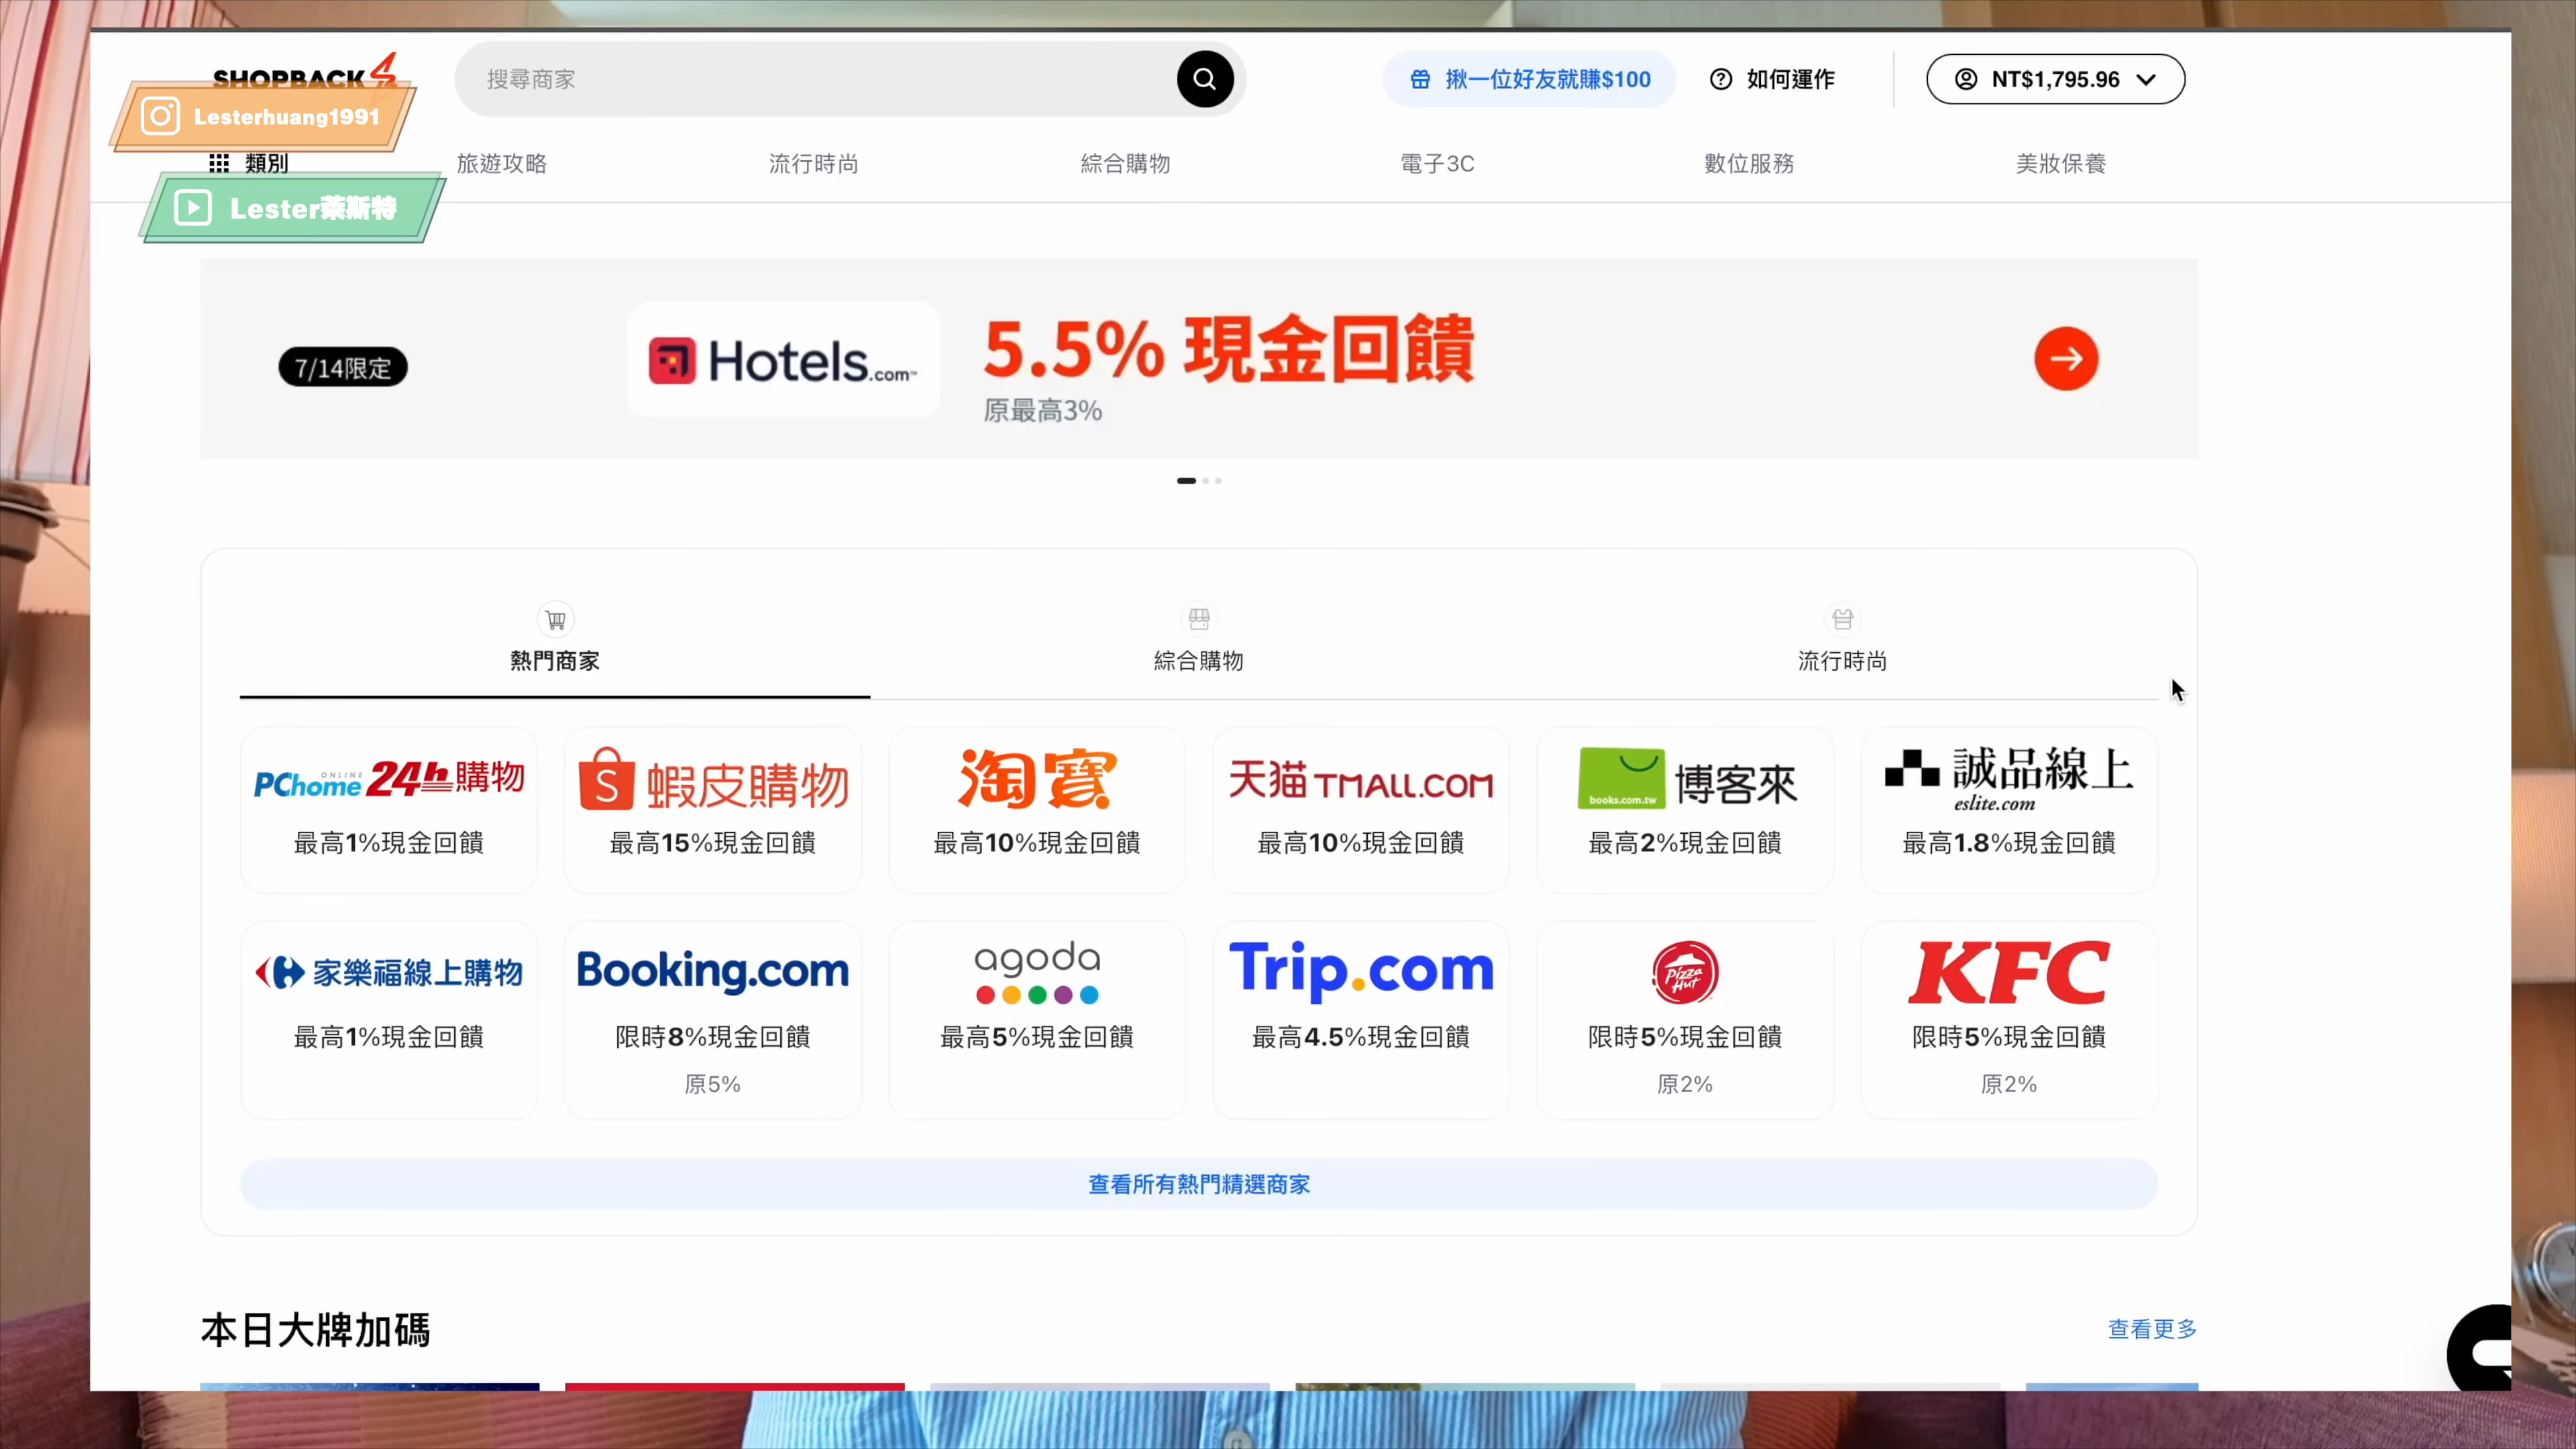 SHOPBACK
搜尋商家
揪一位好友就賺$100
如何運作
NT$1,795.96
Lesterhuang1991
類別
旅遊攻略
流行時尚
綜合購物
電子3C
數位服務
美妝保養
Lester萊斯特
7/14限定
Hotels.com™
5.5% 現金回饋
原最高3%
熱門商家
綜合購物
流行時尚
PChome ONLINE 24h購物
最高1%現金回饋
S 蝦皮購物
最高15%現金回饋
淘寶
最高10%現金回饋
天猫 TMALL.COM
最高10%現金回饋
books.com.tw 博客來
最高2%現金回饋
誠品線上
eslite.com
最高1.8%現金回饋
家樂福線上購物
最高1%現金回饋
Booking.com
限時8%現金回饋
原5%
agoda
最高5%現金回饋
Trip.com
最高4.5%現金回饋
Pizza Hut
限時5%現金回饋
原2%
KFC
限時5%現金回饋
原2%
查看所有熱門精選商家
本日大牌加碼
查看更多